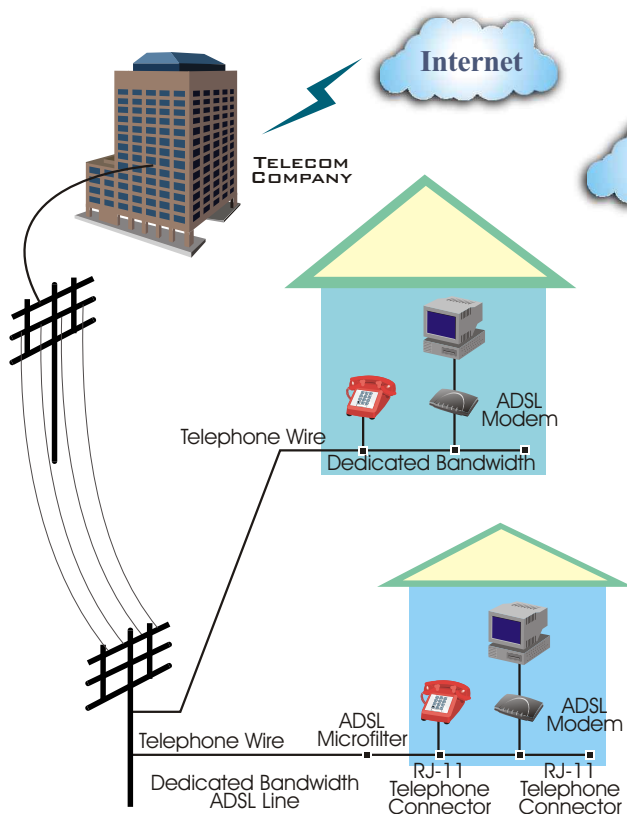 Internet
TELECOM
COMPANY
ADSL
Modem
Telephone Wire
Dedicated Bandwidth
ADSL
Microfilter
ADSL
Modem
Telephone Wire
Dedicated Bandwidth
ADSL Line
RJ-11
Telephone
Connector
RJ-11
Telephone
Connector